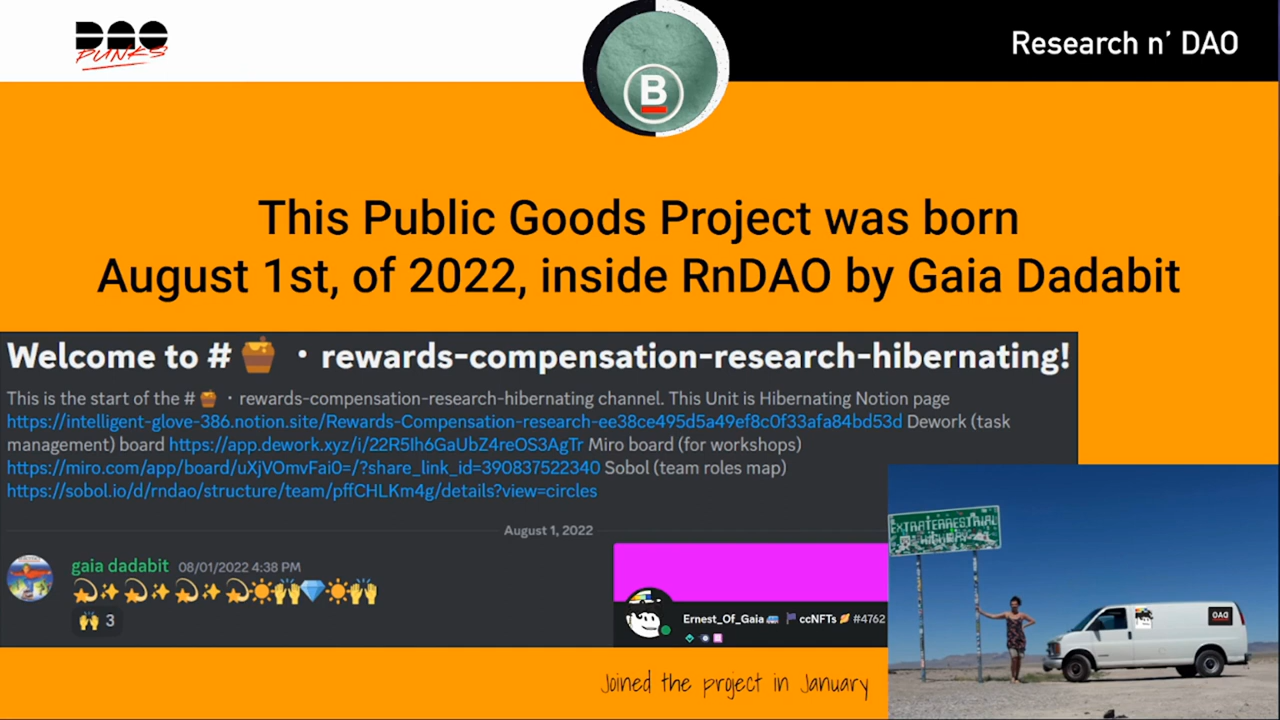 DAO
PUNKS
B
Research n' DAO
This Public Goods Project was born
August 1st, of 2022, inside RnDAO by Gaia Dadabit
Welcome to # • rewards-compensation-research-hibernating!
This is the start of the # • rewards-compensation-research-hibernating channel. This Unit is Hibernating Notion page
https://intelligent-glove-386.notion.site/Rewards-Compensation-research-ee38ce495d5a49ef8c0f33afa84bd53d Dework (task
management) board https://app.dework.xyz/i/22R5Ih6GaUbZ4reOS3AgTr Miro board (for workshops)
https://miro.com/app/board/uXjVOmvFai0=/?share_link_id=390837522340 Sobol (team roles map)
https://sobol.io/d/rndao/structure/team/pffCHLKm4g/details?view=circles
August 1, 2022
gaia dadabit 08/01/2022 4:38 PM
💫✨💫✨💫✨💫☀️🙌💎☀️🙌
🙌 3
Ernest_Of_Gaia🚐 🏴 ccNFTs 🪐 #4762
EXTRATERRESTRIAL
HIGHWAY
DAO
Joined the project in January